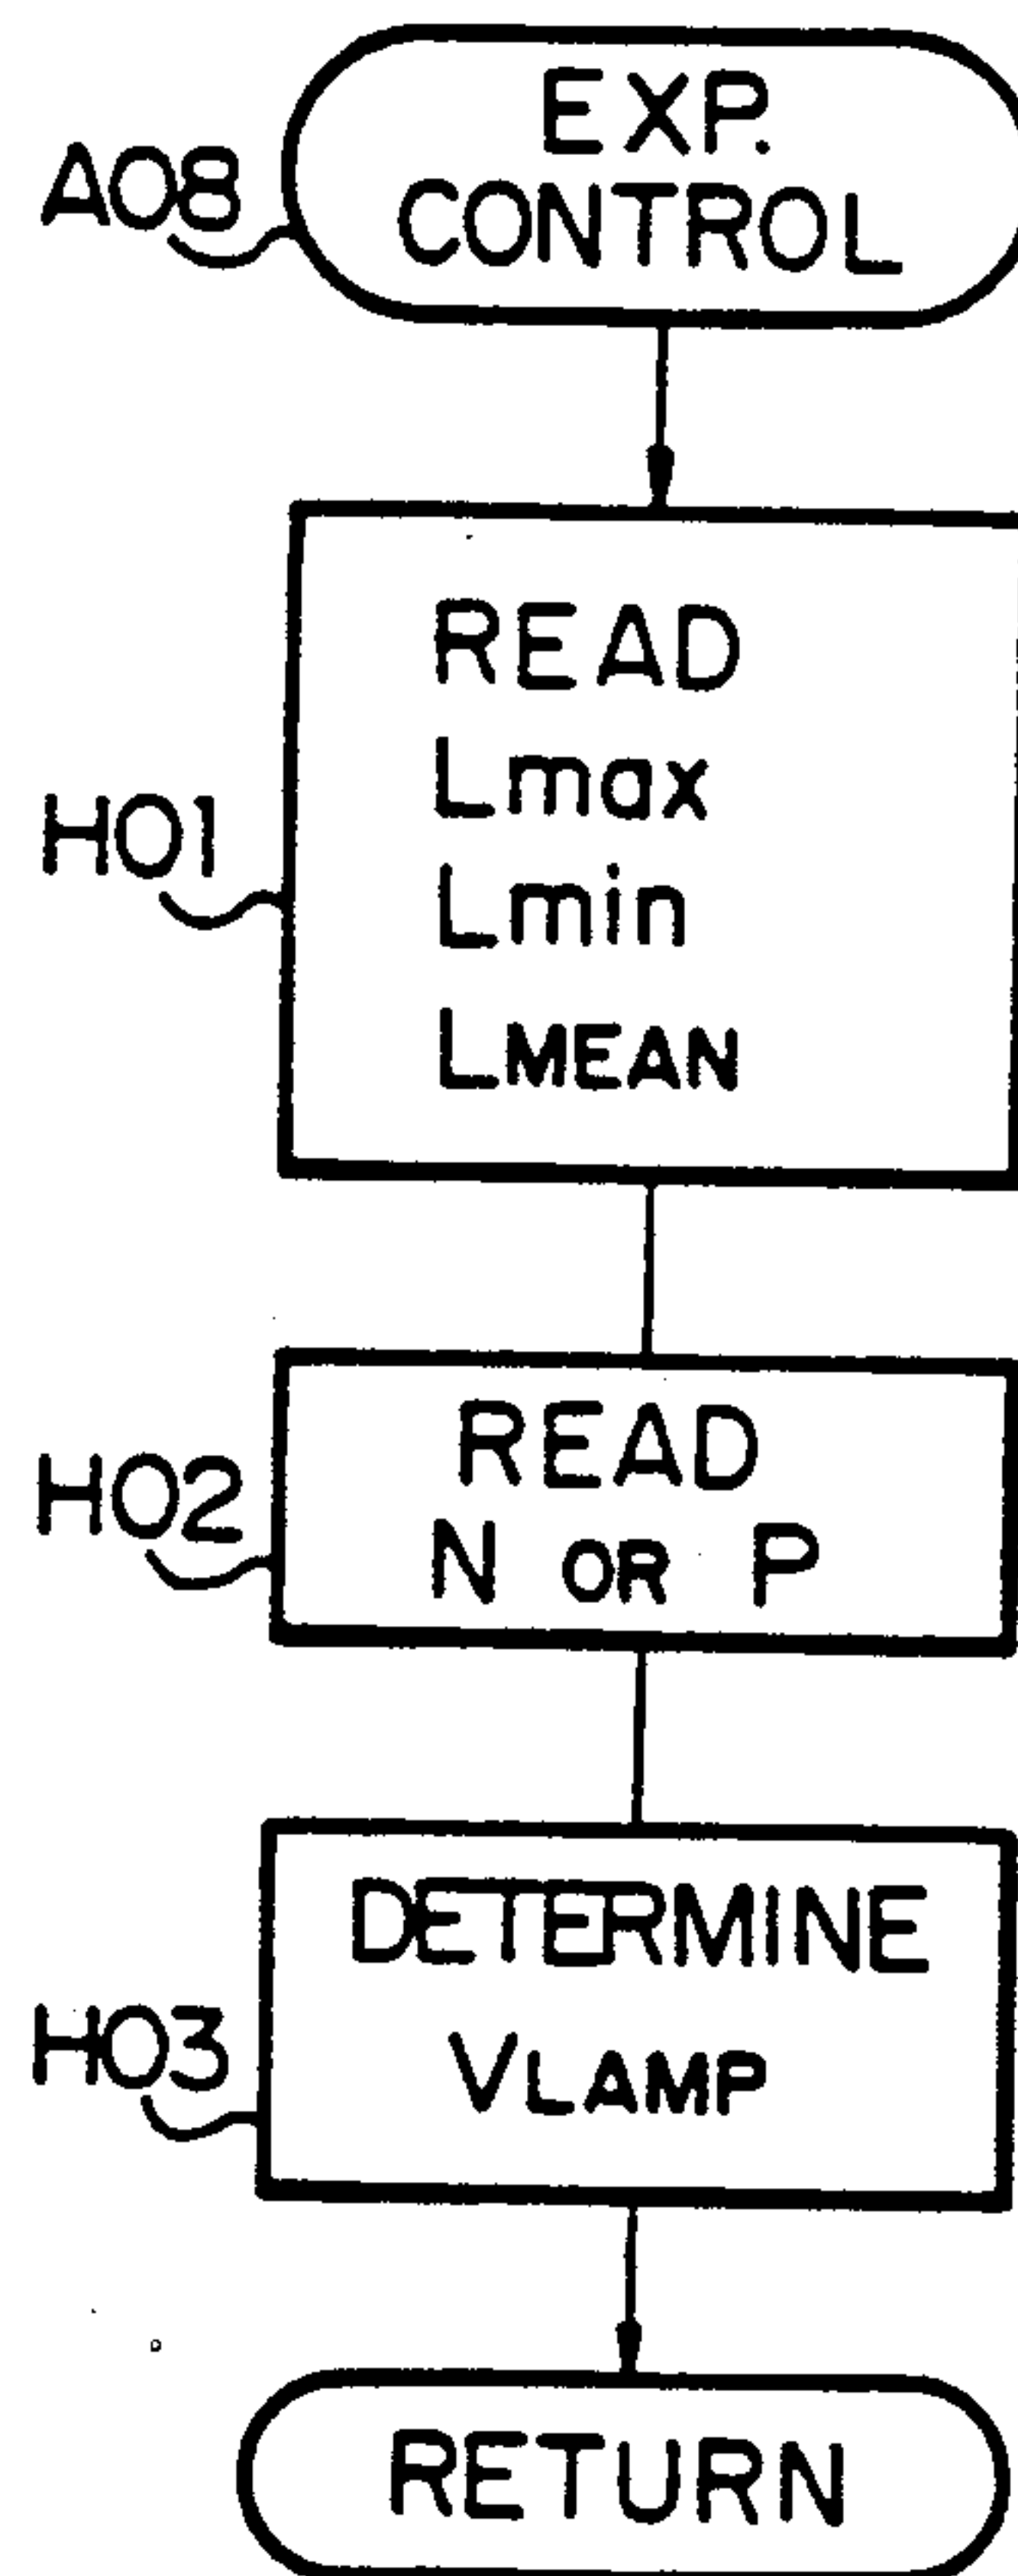 EXP.
CONTROL
A08
READ
Lmax
Lmin
LMEAN
H01
READ
N OR P
H02
DETERMINE
VLAMP
H03
RETURN